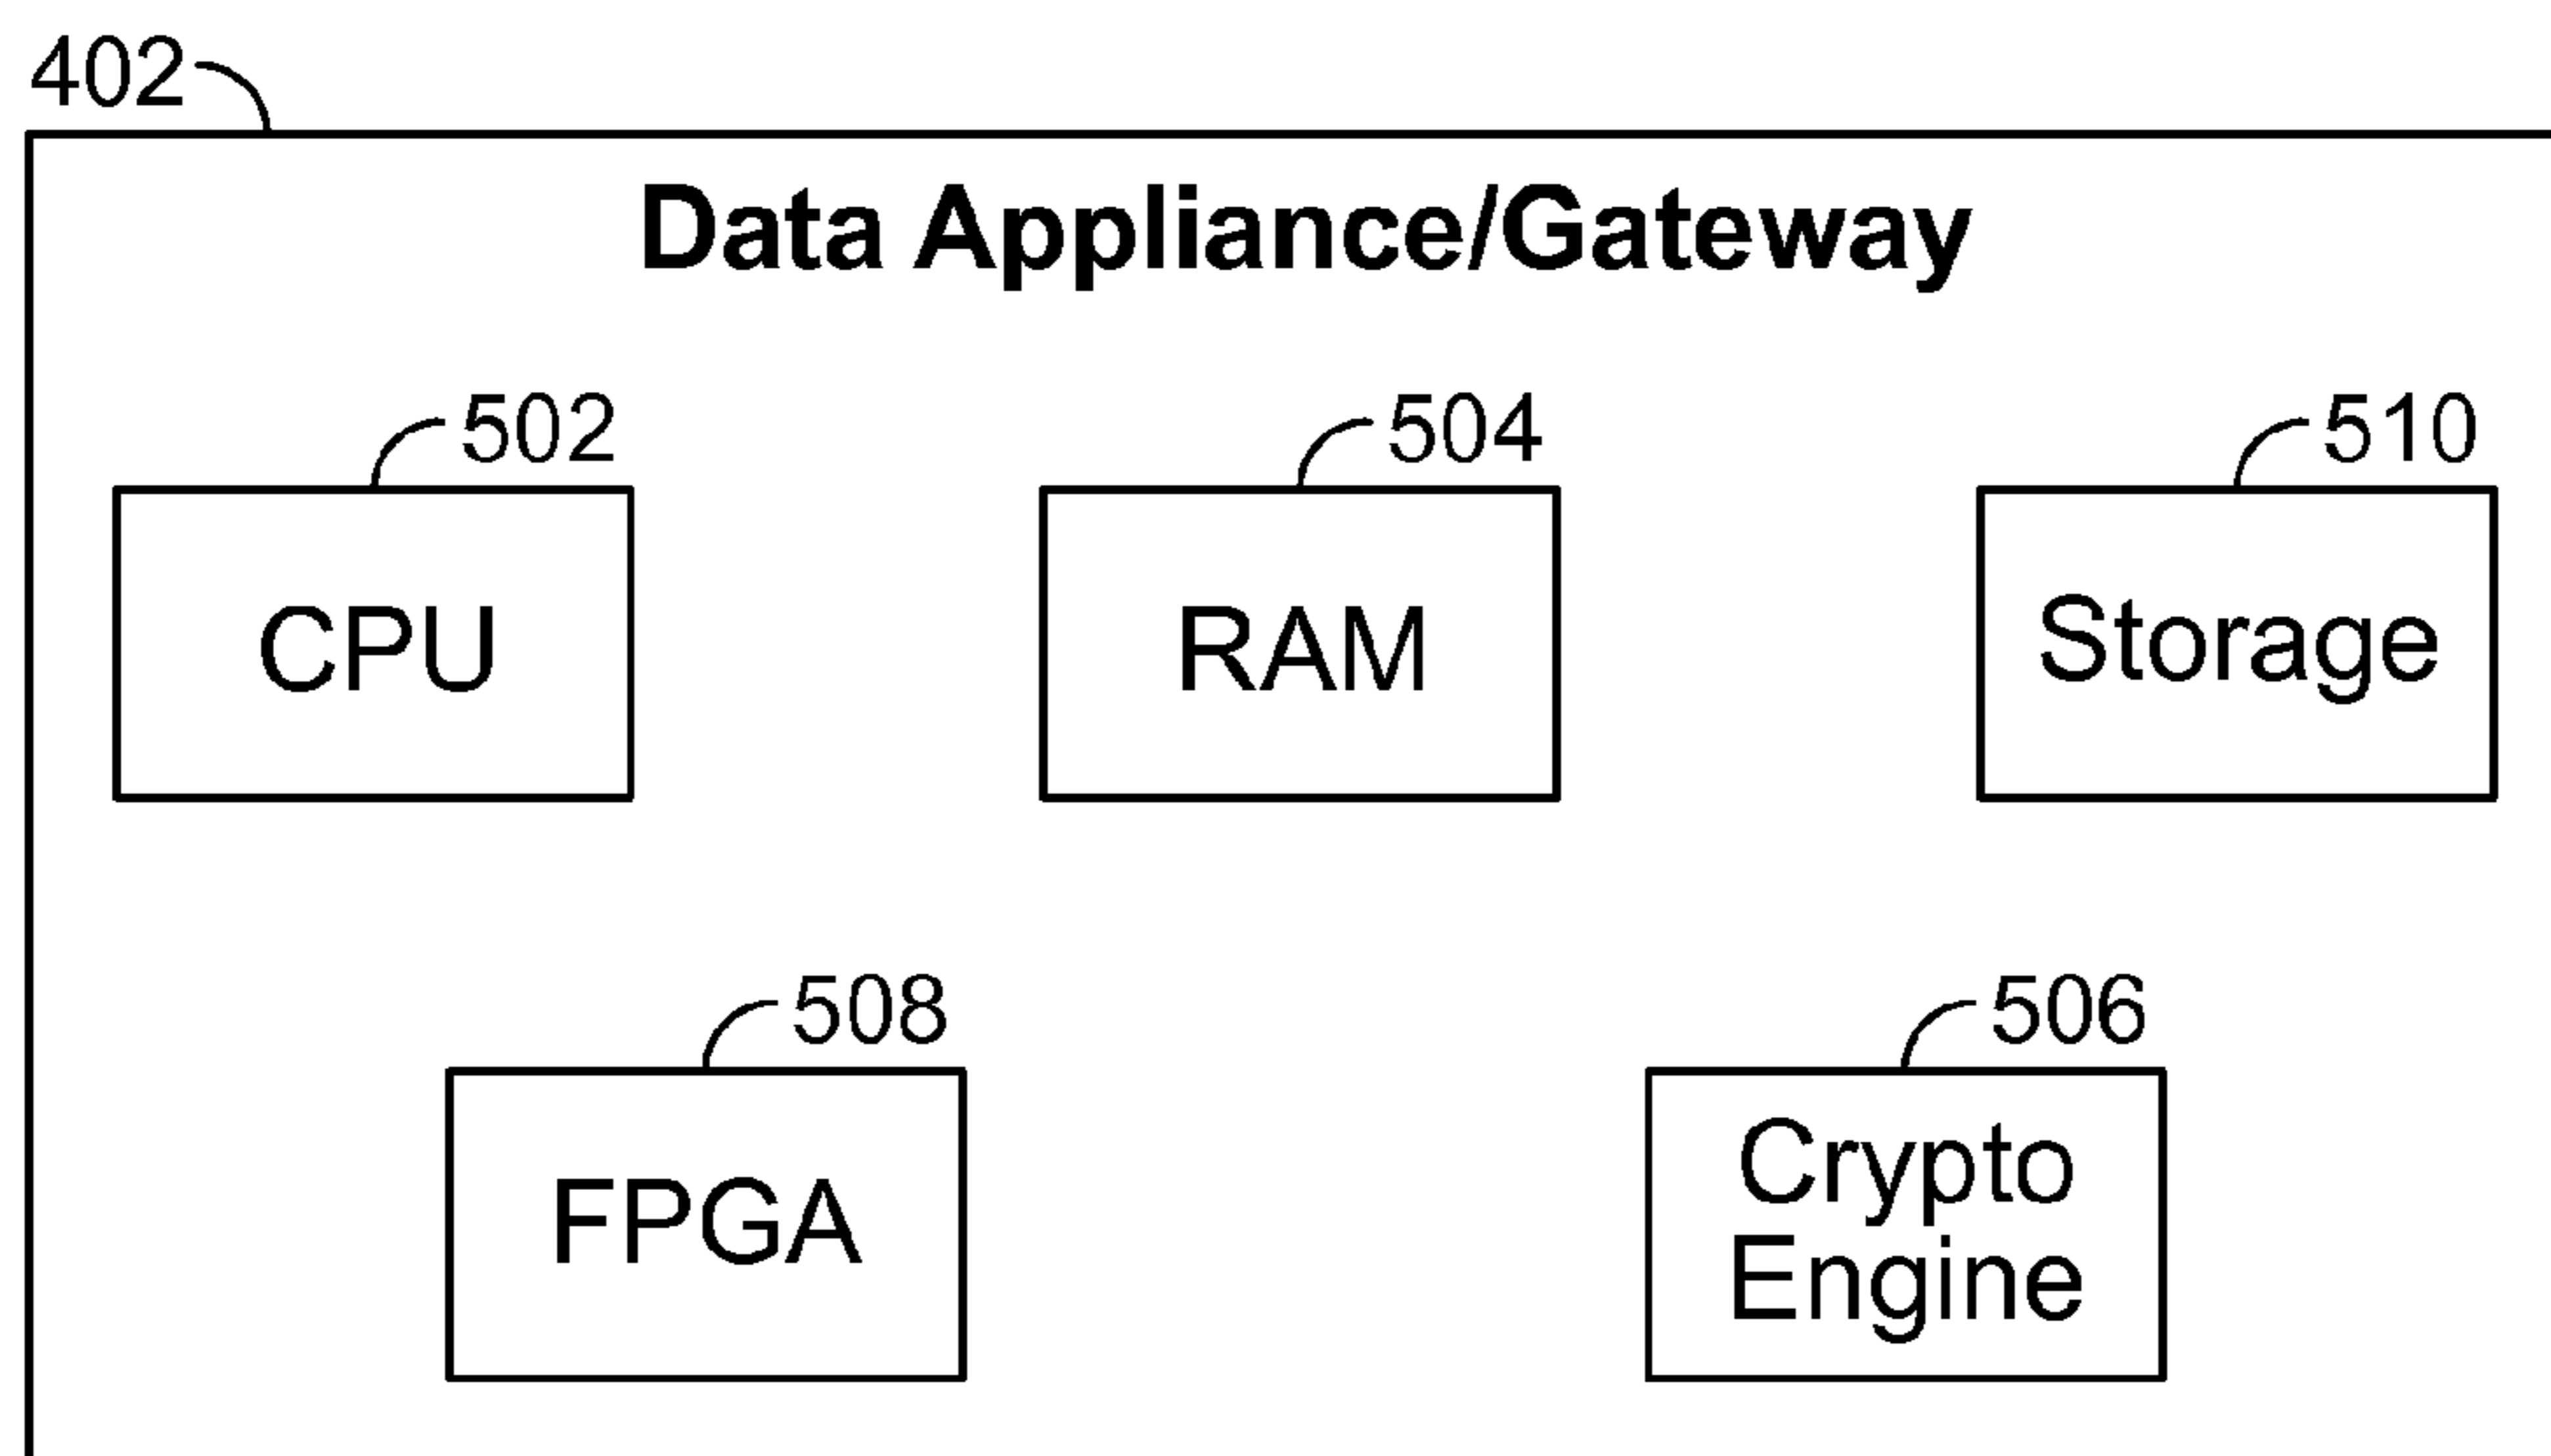 402
Data Appliance/Gateway
502
504
510
CPU
RAM
Storage
508
506
FPGA
Crypto
Engine